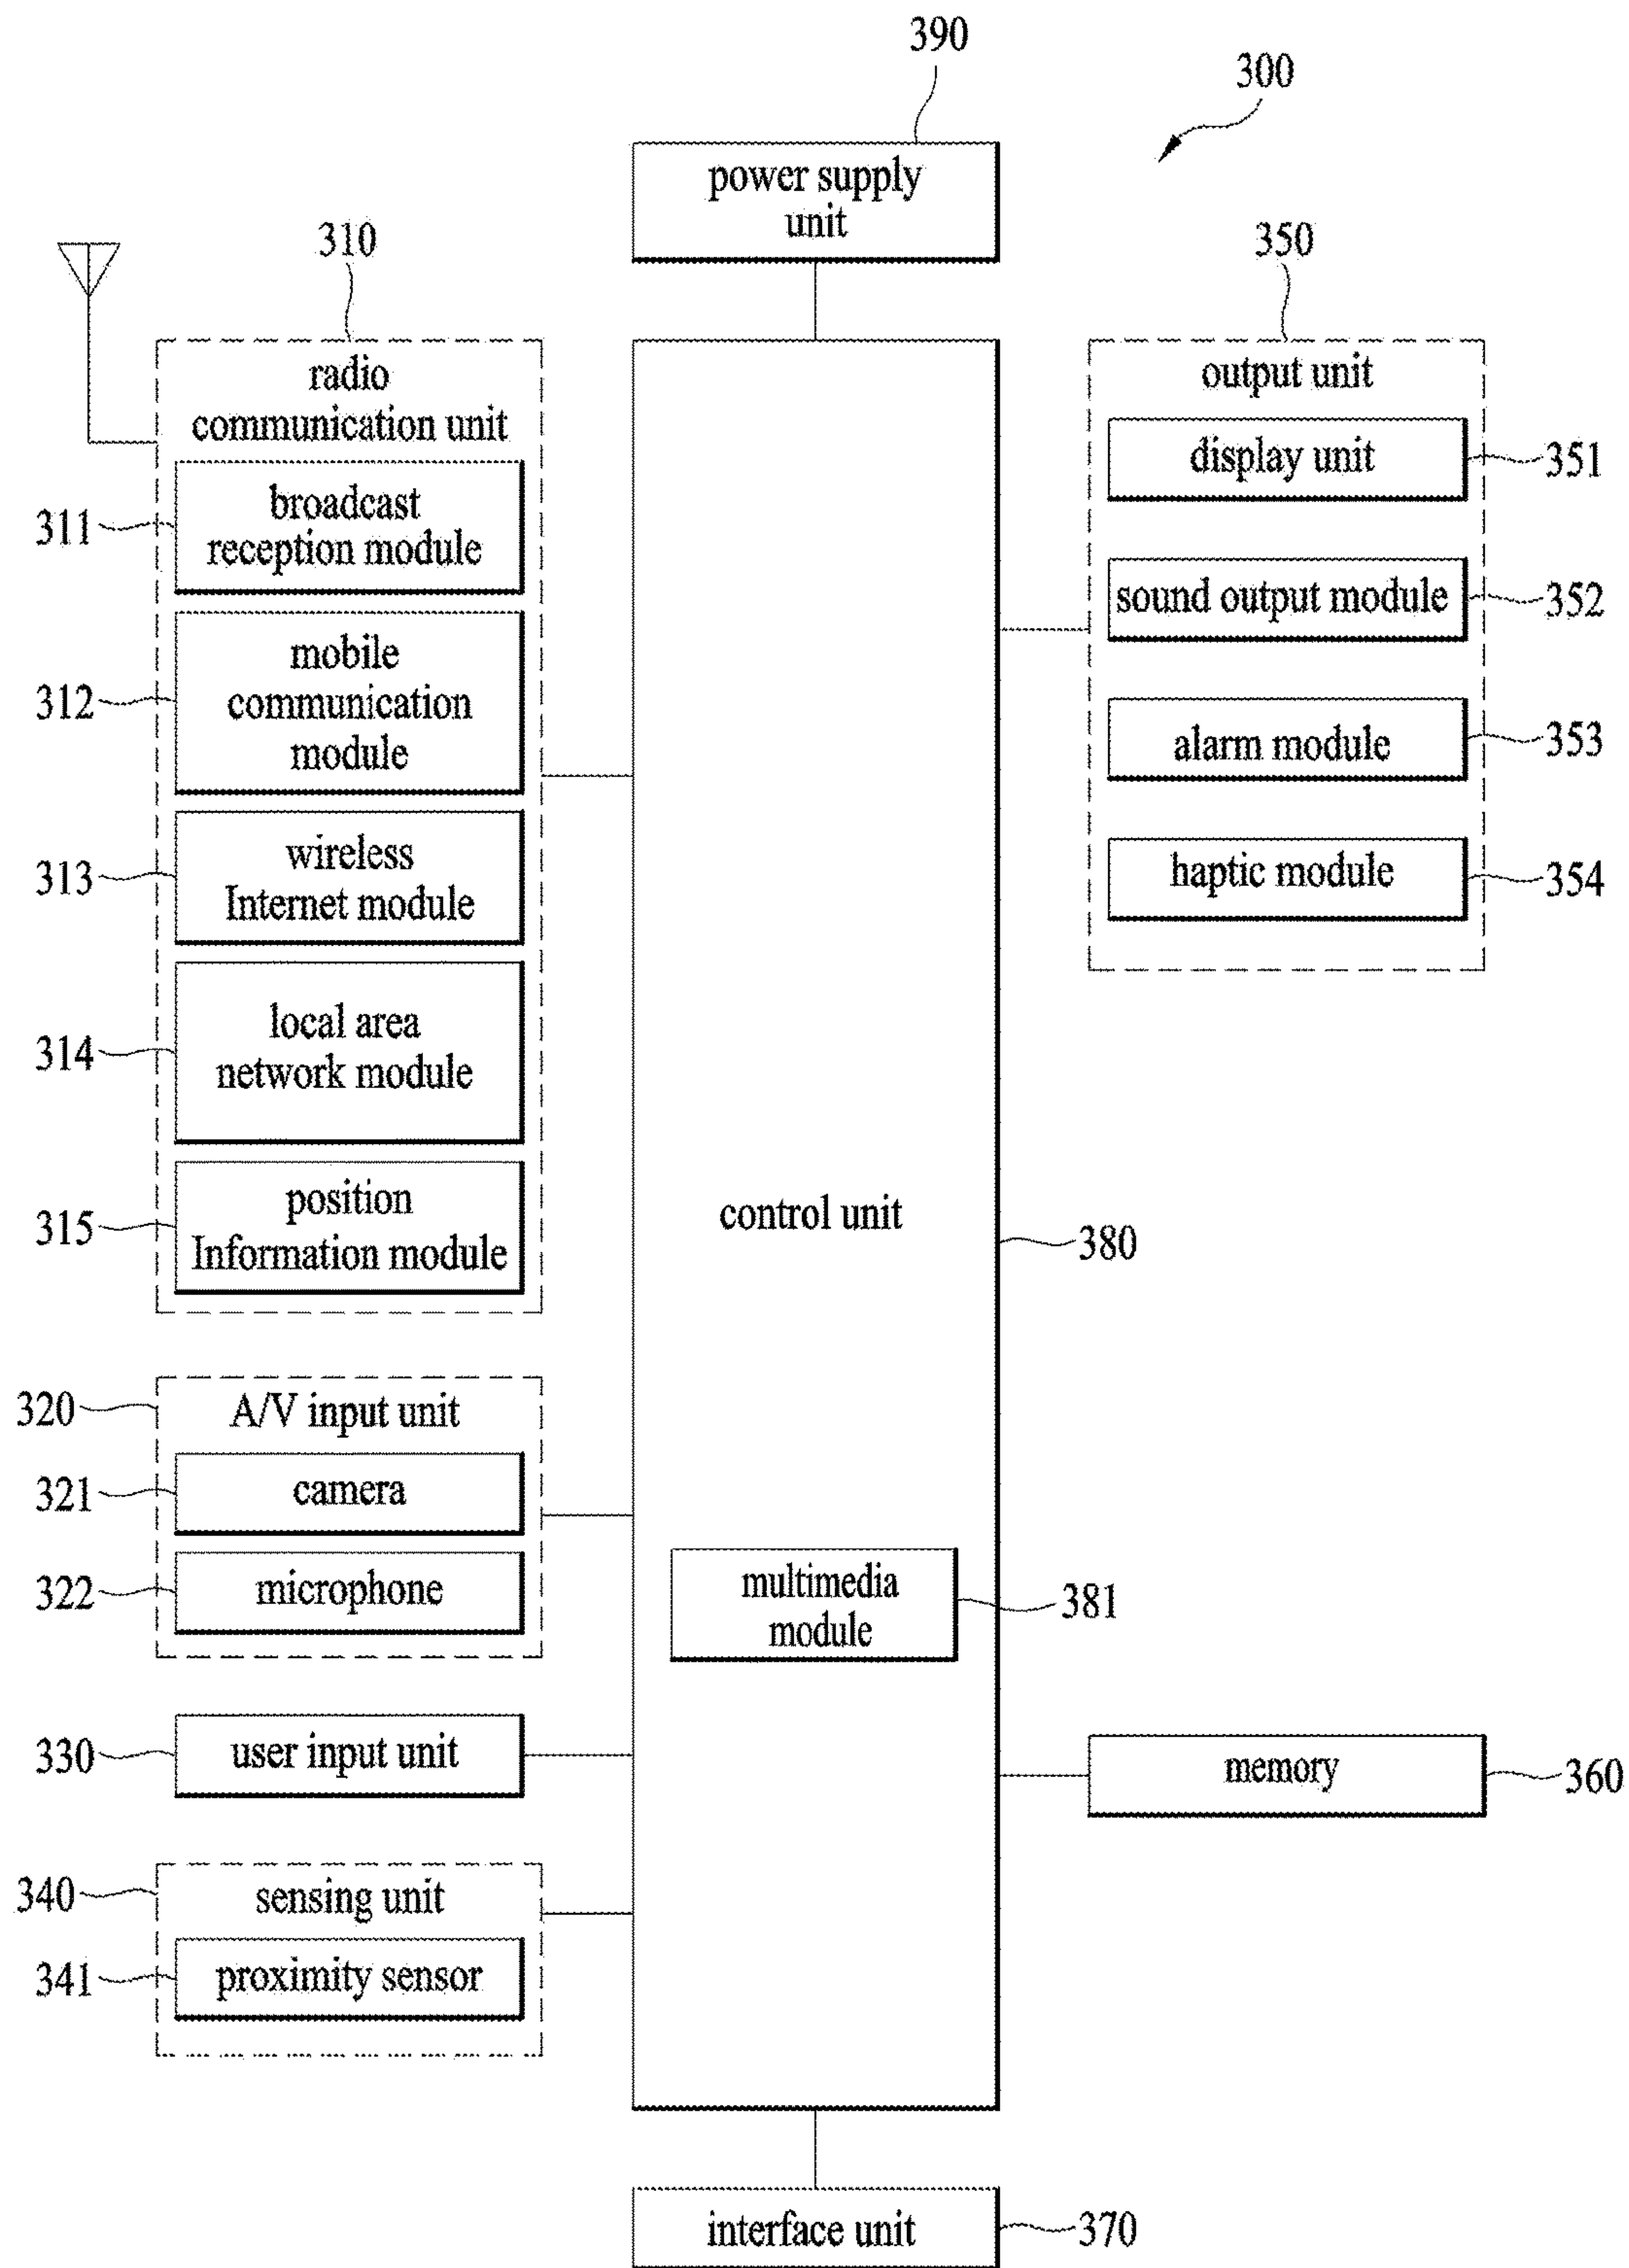 390
300
power supply
unit
310
350
radio
communication unit
output unit
311
broadcast
reception module
display unit
351
312
mobile
communication
module
sound output module
352
alarm module
353
313
wireless
Internet module
haptic module
354
314
local area
network module
315
position
Information module
control unit
380
320
A/V input unit
321
camera
322
microphone
multimedia
module
381
330
user input unit
memory
360
340
sensing unit
341
proximity sensor
interface unit
370